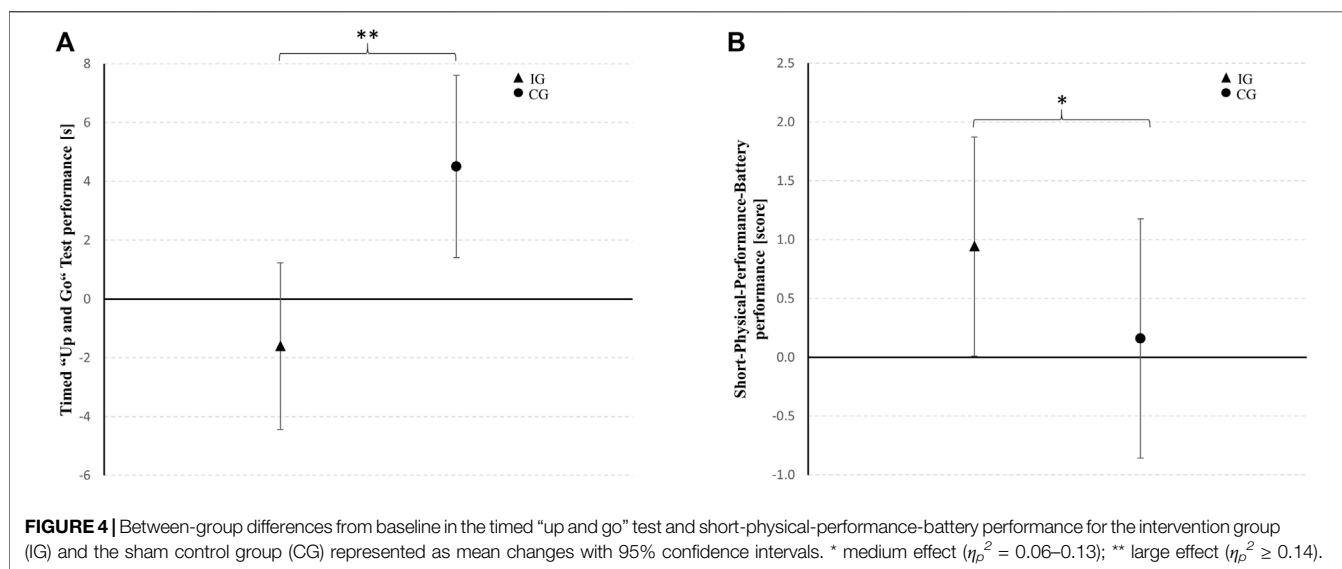 A
**
8
6
4
2
0
-2
-4
-6
Timed “Up and Go“ Test performance [s]
▲ IG
● CG
B
*
2.5
2.0
1.5
1.0
0.5
0.0
-0.5
-1.0
Short-Physical-Performance-Battery
performance [score]
▲ IG
● CG
FIGURE 4 | Between-group differences from baseline in the timed “up and go” test and short-physical-performance-battery performance for the intervention group
(IG) and the sham control group (CG) represented as mean changes with 95% confidence intervals. * medium effect (ηp² = 0.06–0.13); ** large effect (ηp² ≥ 0.14).